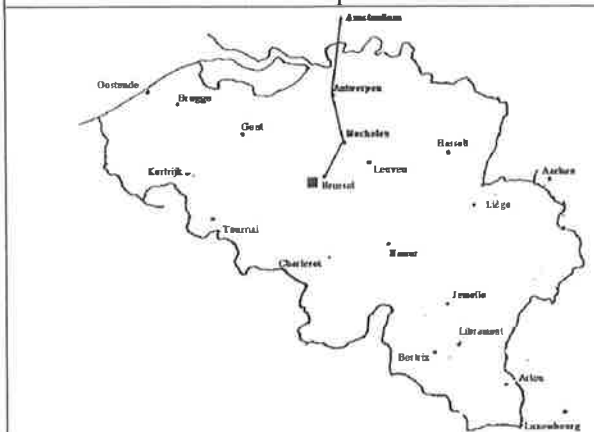 Amsterdam
Oostende
Brugge
Antwerpen
Gent
Mechelen
Hasselt
Leuven
Aachen
Kortrijk
Brussel
Liège
Tournai
Namur
Charleroi
Jemelle
Libramont
Bertrix
Arlon
Luxembourg